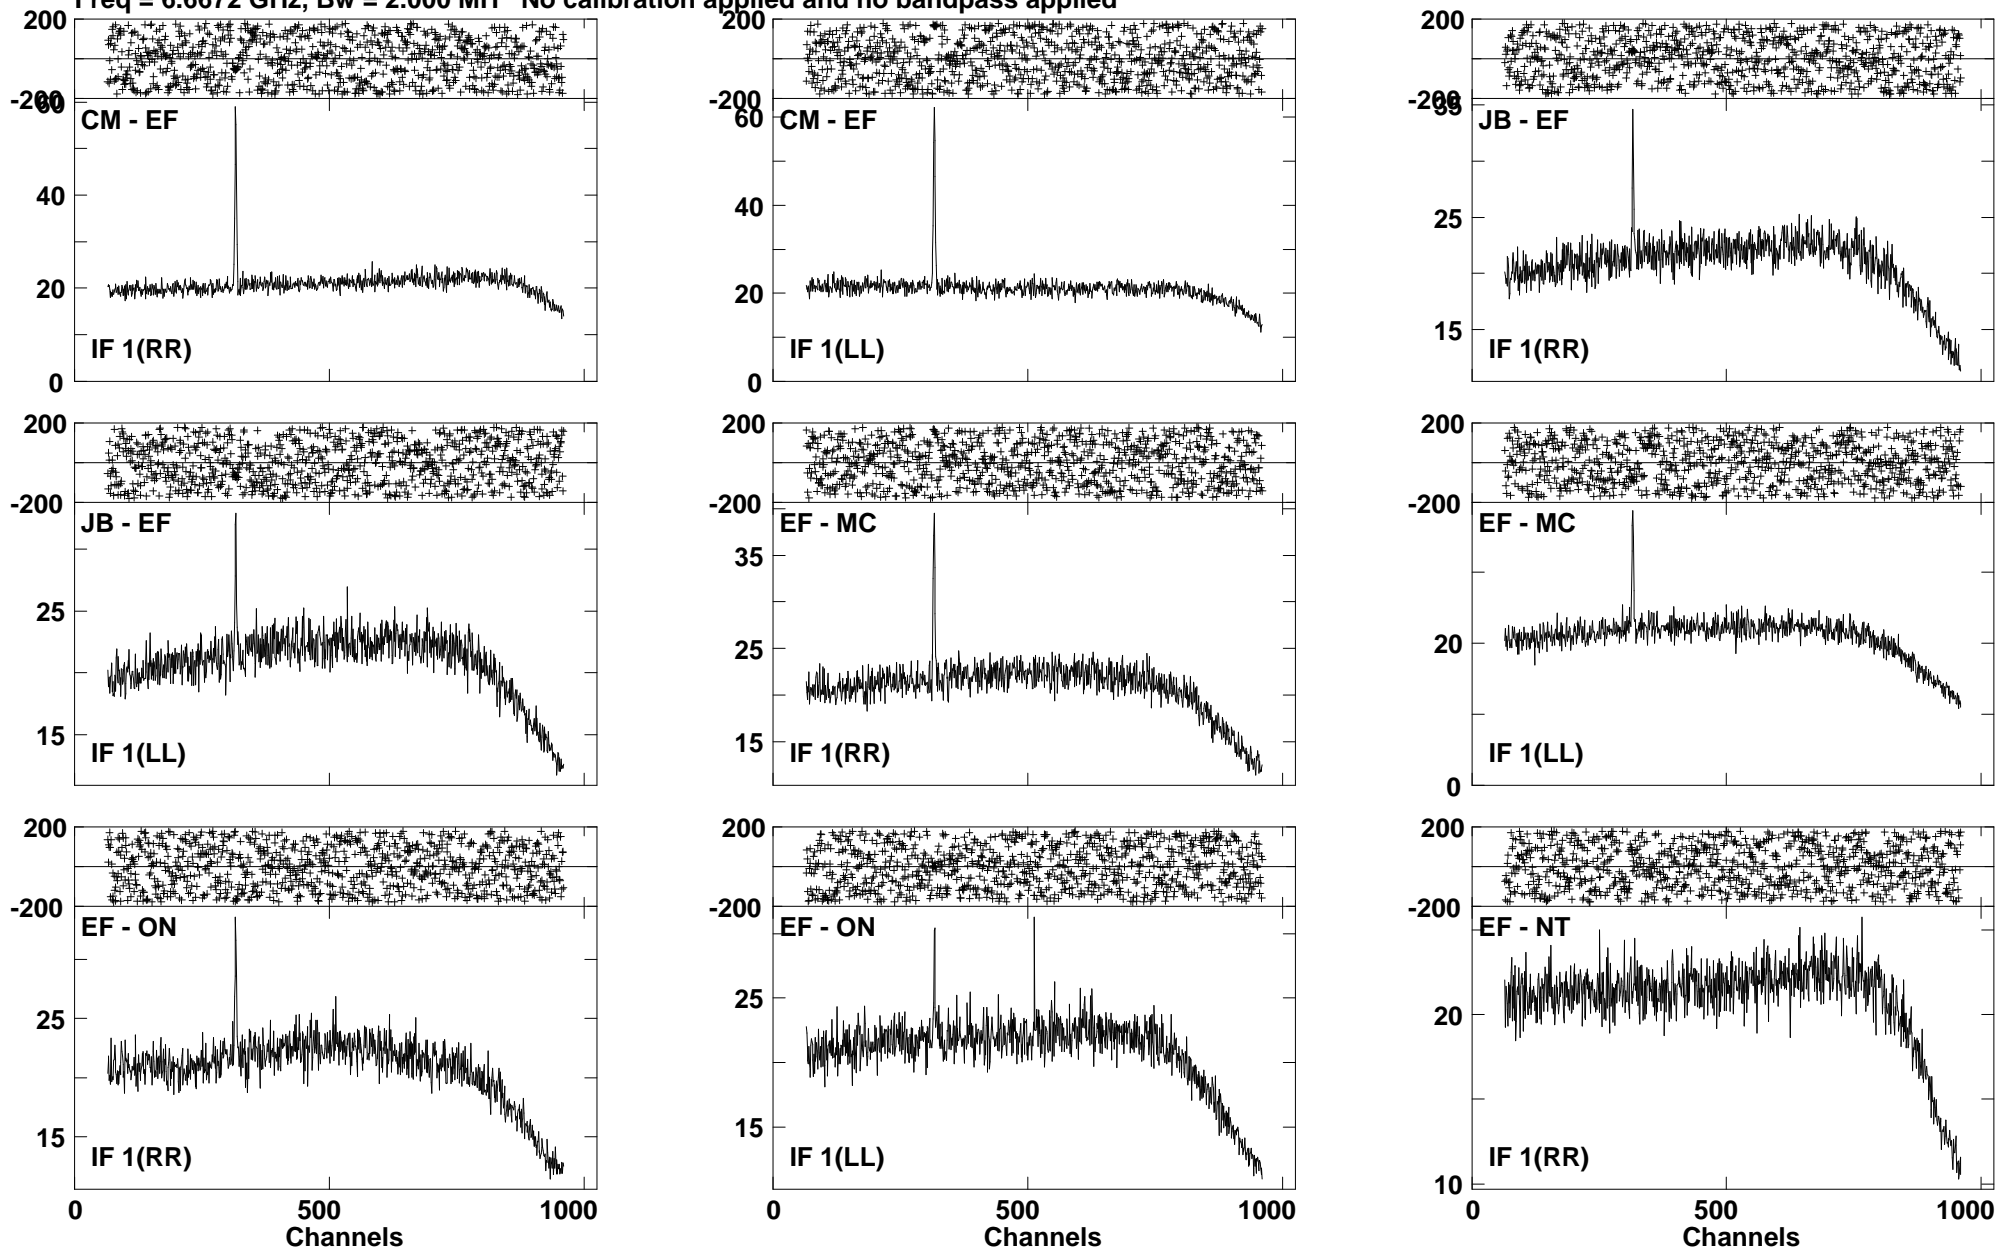 Freq = 6.6672 GHz, Bw = 2.000 MH No calibration applied and no bandpass applied
200 200 200
-200 -200 -200
60 60 35
CM - EF CM - EF JB - EF
40 40 25
20 20 15
IF 1(RR) IF 1(LL) IF 1(RR)
0 0
200 200 200
-200 -200 -200
JB - EF EF - MC EF - MC
35
25 25 20
15 15
IF 1(LL) IF 1(RR) IF 1(LL)
0
200 200 200
-200 -200 -200
EF - ON EF - ON EF - NT
25 25 20
15 15
IF 1(RR) IF 1(LL) IF 1(RR)
10
0 500 1000 0 500 1000 0 500 1000
Channels Channels Channels